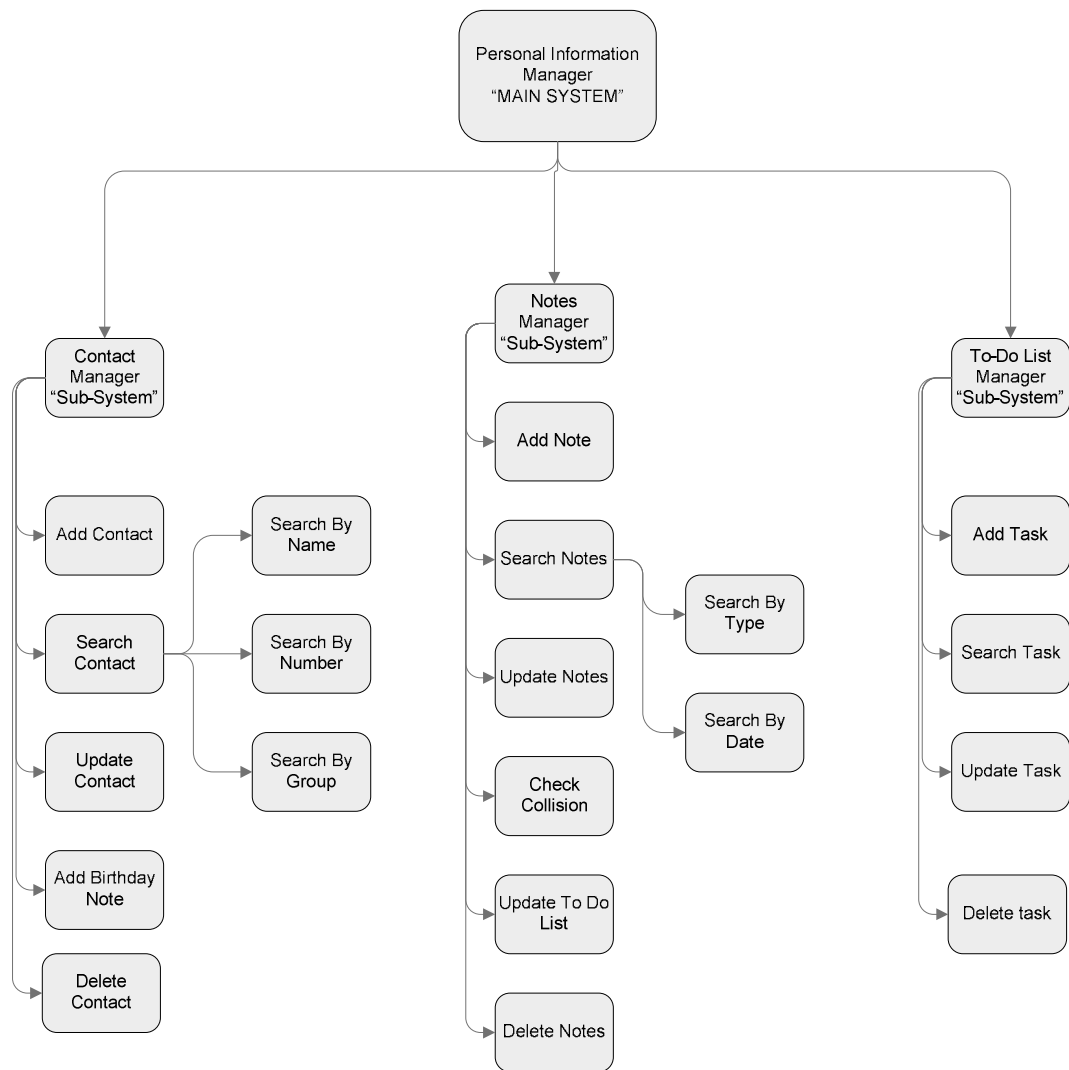 Personal Information
Manager
“MAIN SYSTEM”
Contact
Manager
“Sub-System”
Add Contact
Search
Contact
Search By
Name
Search By
Number
Search By
Group
Update
Contact
Add Birthday
Note
Delete
Contact
Notes
Manager
“Sub-System”
Add Note
Search Notes
Search By
Type
Search By
Date
Update Notes
Check
Collision
Update To Do
List
Delete Notes
To-Do List
Manager
“Sub-System”
Add Task
Search Task
Update Task
Delete task